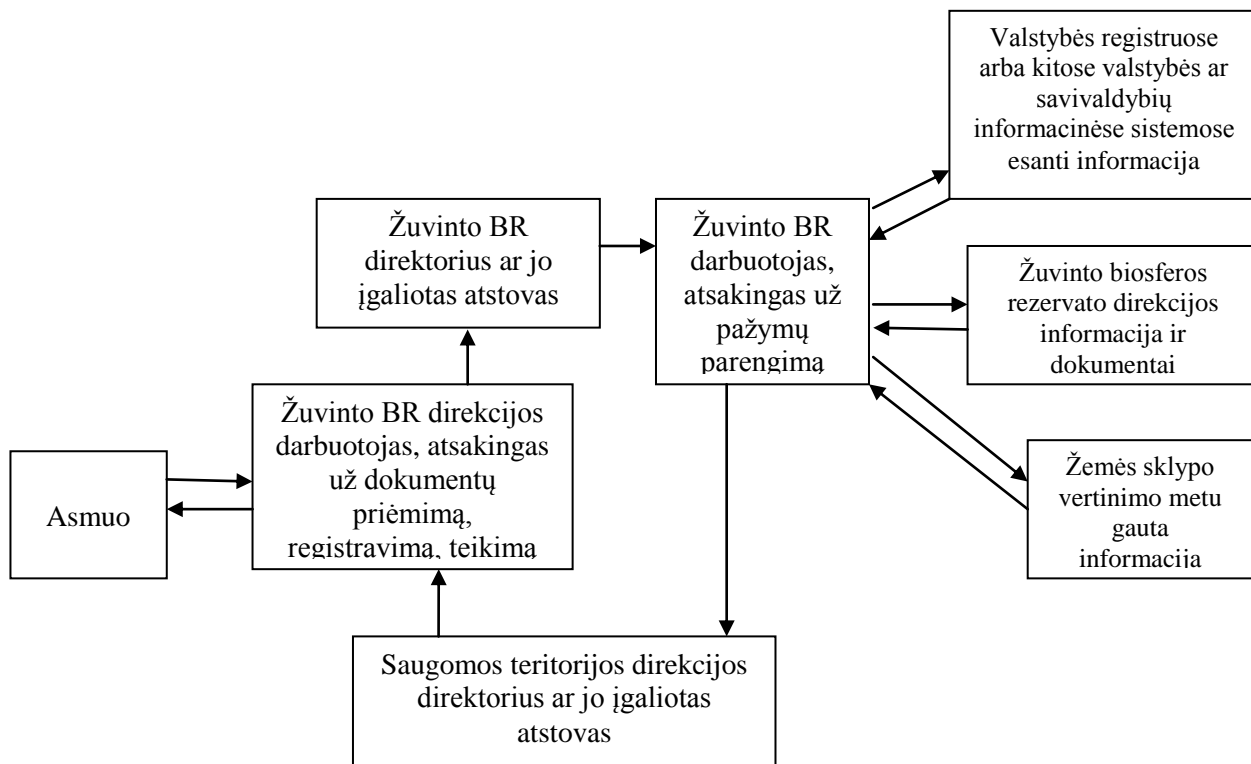 Valstybės registruose
arba kitose valstybės ar
savivaldybių
informacinėse sistemose
esanti informacija
Žuvinto BR
direktorius ar jo
įgaliotas atstovas
Žuvinto BR
darbuotojas,
atsakingas už
pažymų
parengimą
Žuvinto biosferos
rezervato direkcijos
informacija ir
dokumentai
Žuvinto BR direkcijos
darbuotojas, atsakingas
už dokumentų
priėmimą,
registravimą, teikimą
Asmuo
Žemės sklypo
vertinimo metu
gauta
informacija
Saugomos teritorijos direkcijos
direktorius ar jo įgaliotas
atstovas